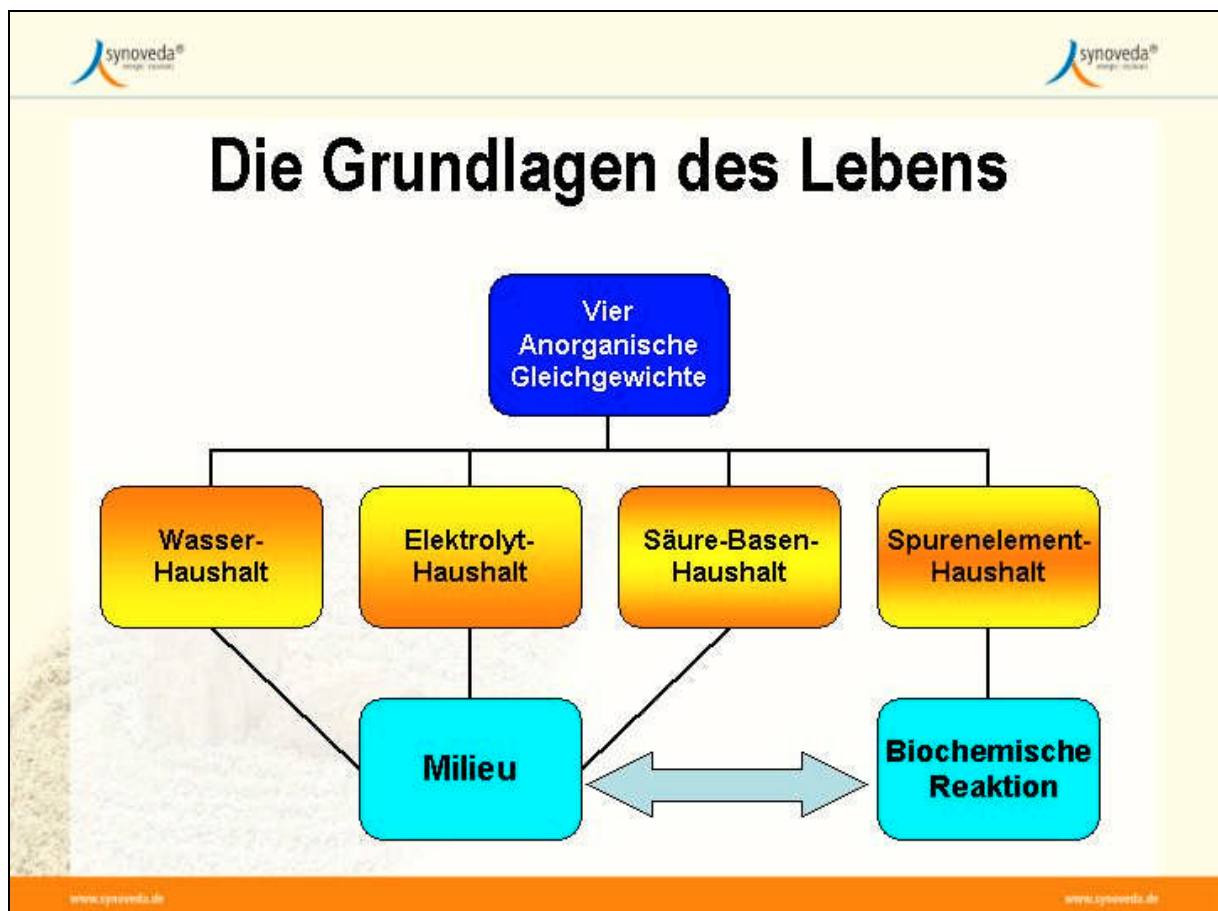 synoveda®
synoveda®
Die Grundlagen des Lebens
Vier
Anorganische
Gleichgewichte
Wasser-
Haushalt
Elektrolyt-
Haushalt
Säure-Basen-
Haushalt
Spurenelement-
Haushalt
Milieu
Biochemische
Reaktion
www.synoveda.de
www.synoveda.de